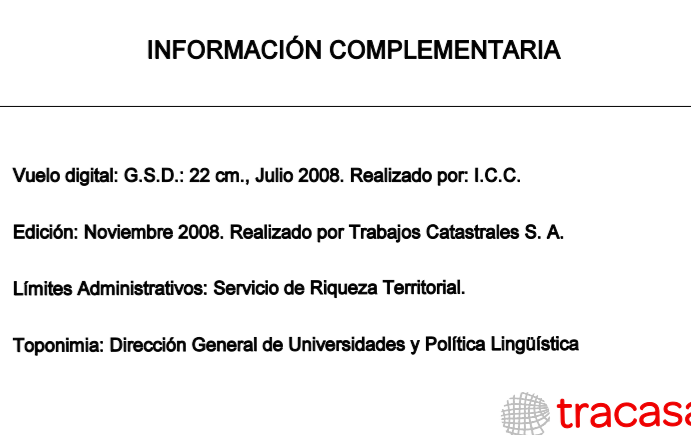 INFORMACIÓN COMPLEMENTARIA
Vuelo digital: G.S.D.: 22 cm., Julio 2008. Realizado por: I.C.C.
Edición: Noviembre 2008. Realizado por Trabajos Catastrales S. A.
Límites Administrativos: Servicio de Riqueza Territorial.
Toponimia: Dirección General de Universidades y Política Lingüística
tracasa